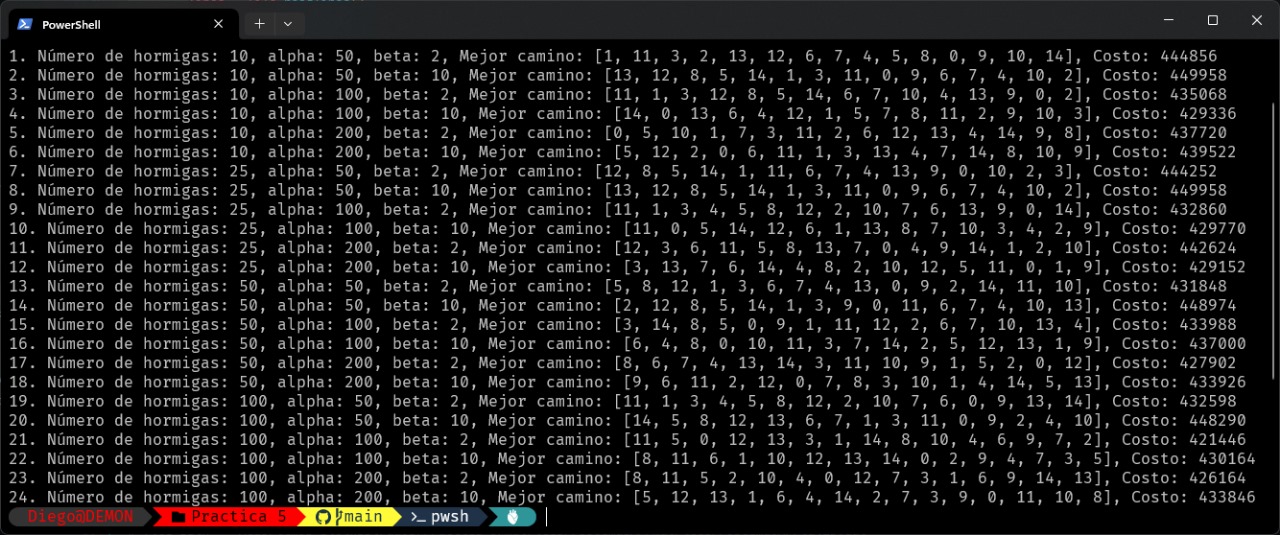 PowerShell
1. Número de hormigas: 10, alpha: 50, beta: 2, Mejor camino: [1, 11, 3, 2, 13, 12, 6, 7, 4, 5, 8, 0, 9, 10, 14], Costo: 444856
2. Número de hormigas: 10, alpha: 50, beta: 10, Mejor camino: [13, 12, 8, 5, 14, 1, 3, 11, 0, 9, 6, 7, 4, 10, 2], Costo: 449958
3. Número de hormigas: 10, alpha: 100, beta: 2, Mejor camino: [11, 1, 3, 12, 8, 5, 14, 6, 7, 10, 4, 13, 9, 0, 2], Costo: 435068
4. Número de hormigas: 10, alpha: 100, beta: 10, Mejor camino: [14, 0, 13, 6, 4, 12, 1, 5, 7, 8, 11, 2, 9, 10, 3], Costo: 429336
5. Número de hormigas: 10, alpha: 200, beta: 2, Mejor camino: [0, 5, 10, 1, 7, 3, 11, 2, 6, 12, 13, 4, 14, 9, 8], Costo: 437720
6. Número de hormigas: 10, alpha: 200, beta: 10, Mejor camino: [5, 12, 2, 0, 6, 11, 1, 3, 13, 4, 7, 14, 8, 10, 9], Costo: 439522
7. Número de hormigas: 25, alpha: 50, beta: 2, Mejor camino: [12, 8, 5, 14, 1, 11, 6, 7, 4, 13, 9, 0, 10, 2, 3], Costo: 444252
8. Número de hormigas: 25, alpha: 50, beta: 10, Mejor camino: [13, 12, 8, 5, 14, 1, 3, 11, 0, 9, 6, 7, 4, 10, 2], Costo: 449958
9. Número de hormigas: 25, alpha: 100, beta: 2, Mejor camino: [11, 1, 3, 4, 5, 8, 12, 2, 10, 7, 6, 13, 9, 0, 14], Costo: 432860
10. Número de hormigas: 25, alpha: 100, beta: 10, Mejor camino: [11, 0, 5, 14, 12, 6, 1, 13, 8, 7, 10, 3, 4, 2, 9], Costo: 429770
11. Número de hormigas: 25, alpha: 200, beta: 2, Mejor camino: [12, 3, 6, 11, 5, 8, 13, 7, 0, 4, 9, 14, 1, 2, 10], Costo: 442624
12. Número de hormigas: 25, alpha: 200, beta: 10, Mejor camino: [3, 13, 7, 6, 14, 4, 8, 2, 10, 12, 5, 11, 0, 1, 9], Costo: 429152
13. Número de hormigas: 50, alpha: 50, beta: 2, Mejor camino: [5, 8, 12, 1, 3, 6, 7, 4, 13, 0, 9, 2, 14, 11, 10], Costo: 431848
14. Número de hormigas: 50, alpha: 50, beta: 10, Mejor camino: [2, 12, 8, 5, 14, 1, 3, 9, 0, 11, 6, 7, 4, 10, 13], Costo: 448974
15. Número de hormigas: 50, alpha: 100, beta: 2, Mejor camino: [3, 14, 8, 5, 0, 9, 1, 11, 12, 2, 6, 7, 10, 13, 4], Costo: 433988
16. Número de hormigas: 50, alpha: 100, beta: 10, Mejor camino: [6, 4, 8, 0, 10, 11, 3, 7, 14, 2, 5, 12, 13, 1, 9], Costo: 437000
17. Número de hormigas: 50, alpha: 200, beta: 2, Mejor camino: [8, 6, 7, 4, 13, 14, 3, 11, 10, 9, 1, 5, 2, 0, 12], Costo: 427902
18. Número de hormigas: 50, alpha: 200, beta: 10, Mejor camino: [9, 6, 11, 2, 12, 0, 7, 8, 3, 10, 1, 4, 14, 5, 13], Costo: 433926
19. Número de hormigas: 100, alpha: 50, beta: 2, Mejor camino: [11, 1, 3, 4, 5, 8, 12, 2, 10, 7, 6, 0, 9, 13, 14], Costo: 432598
20. Número de hormigas: 100, alpha: 50, beta: 10, Mejor camino: [14, 5, 8, 12, 13, 6, 7, 1, 3, 11, 0, 9, 2, 4, 10], Costo: 448290
21. Número de hormigas: 100, alpha: 100, beta: 2, Mejor camino: [11, 5, 0, 12, 13, 3, 1, 14, 8, 10, 4, 6, 9, 7, 2], Costo: 421446
22. Número de hormigas: 100, alpha: 100, beta: 10, Mejor camino: [8, 11, 6, 1, 10, 12, 13, 14, 0, 2, 9, 4, 7, 3, 5], Costo: 430164
23. Número de hormigas: 100, alpha: 200, beta: 2, Mejor camino: [8, 11, 5, 2, 10, 4, 0, 12, 7, 3, 1, 6, 9, 14, 13], Costo: 426164
24. Número de hormigas: 100, alpha: 200, beta: 10, Mejor camino: [5, 12, 13, 1, 6, 4, 14, 2, 7, 3, 9, 0, 11, 10, 8], Costo: 433846
Diego@DEMON Practica 5 main pwsh